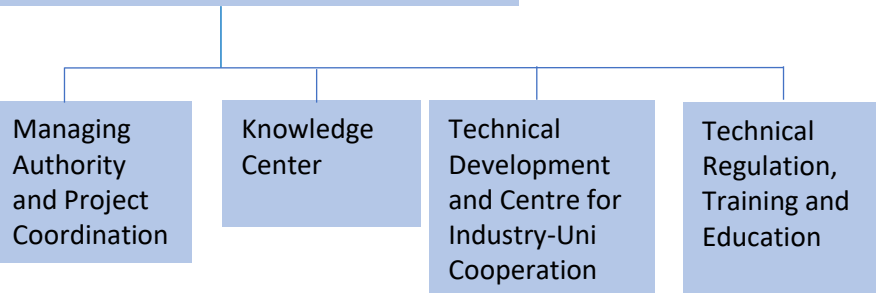 Managing
Authority
and Project
Coordination
Knowledge
Center
Technical
Development
and Centre for
Industry-Uni
Cooperation
Technical
Regulation,
Training and
Education